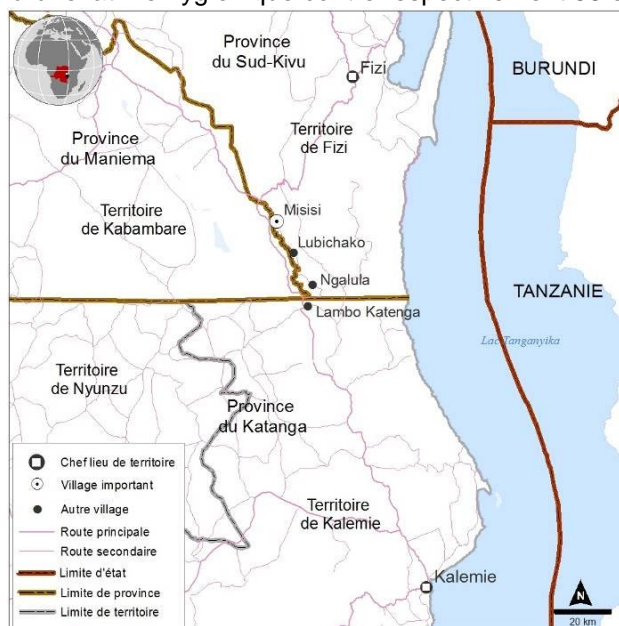 Province
du Sud-Kivu
Fizi
BURUNDI
Province
du Maniema
Territoire
de Fizi
Territoire
de Kabambare
Misisi
Lubichako
Ngalula
TANZANIE
Lambo Katenga
Lac Tanganyika
Territoire
de Nyunzu
Province
du Katanga
Chef lieu de territoire
Village important
Autre village
Route principale
Route secondaire
Limite d'état
Limite de province
Limite de territoire
Territoire
de Kalemie
Kalemie
N
20 km